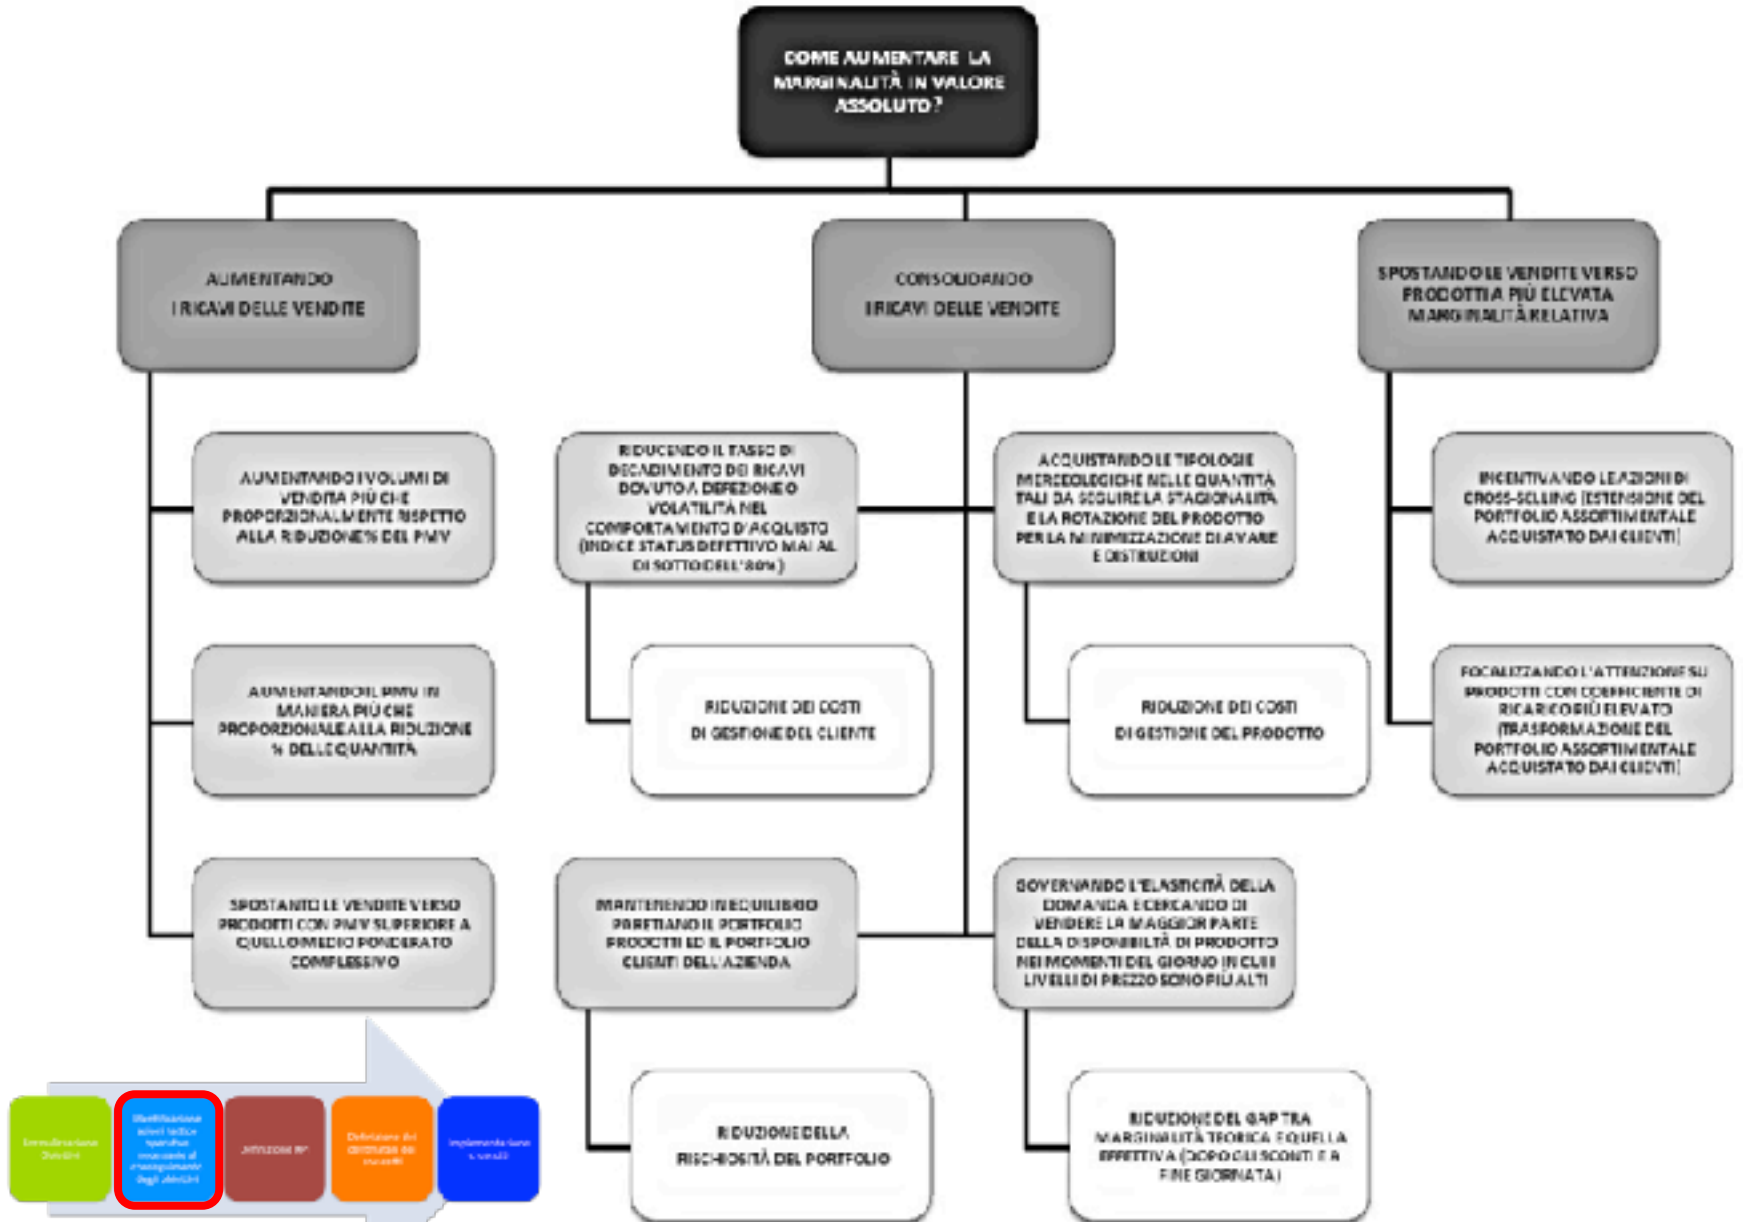 COME AUMENTARE LA
MARGINALITÀ IN VALORE
ASSOLUTO?
AUMENTANDO
I RICAVI DELLE VENDITE
CONSOLIDANDO
I RICAVI DELLE VENDITE
SPOSTANDO LE VENDITE VERSO
PRODOTTI A PIÙ ELEVATA
MARGINALITÀ RELATIVA
AUMENTANDO I VOLUMI DI
VENDITA PIÙ CHE
PROPORZIONALMENTE RISPETTO
ALLA RIDUZIONE % DEL PMV
RIDUCENDO IL TASSO DI
DECADIMENTO DEI RICAVI
DOVUTO A DEFEZIONE O
VOLATILITÀ NEL
COMPORTAMENTO D'ACQUISTO
(INDICE STATUS DEFETTIVO MAI AL
DI SOTTO DELL'80%)
ACQUISTANDO LE TIPOLOGIE
MERCEOLOGICHE NELLE QUANTITÀ
TALI DA SEGUIRE LA STAGIONALITÀ
E LA ROTAZIONE DEL PRODOTTO
PER LA MINIMIZZAZIONE DI AVARIE
E DISTRUZIONI
INCENTIVANDO LE AZIONI DI
CROSS-SELLING (ESTENSIONE DEL
PORTFOLIO ASSORTIMENTALE
ACQUISTATO DAI CLIENTI)
AUMENTANDO IL PMV IN
MANIERA PIÙ CHE
PROPORZIONALE ALLA RIDUZIONE
% DELLE QUANTITÀ
RIDUZIONE DEI COSTI
DI GESTIONE DEL CLIENTE
RIDUZIONE DEI COSTI
DI GESTIONE DEL PRODOTTO
FOCALIZZANDO L'ATTENZIONE SU
PRODOTTI CON COEFFICIENTE DI
RICARICO PIÙ ELEVATO
(TRASFORMAZIONE DEL
PORTFOLIO ASSORTIMENTALE
ACQUISTATO DAI CLIENTI)
SPOSTANTO LE VENDITE VERSO
PRODOTTI CON PMV SUPERIORE A
QUELLO MEDIO PONDERATO
COMPLESSIVO
MANTENENDO IN EQUILIBRIO
PARETIANO IL PORTFOLIO
PRODOTTI ED IL PORTFOLIO
CLIENTI DELL'AZIENDA
GOVERNANDO L'ELASTICITÀ DELLA
DOMANDA E CERCANDO DI
VENDERE LA MAGGIOR PARTE
DELLA DISPONIBILTÀ DI PRODOTTO
NEI MOMENTI DEL GIORNO IN CUI I
LIVELLI DI PREZZO SONO PIÙ ALTI
RIDUZIONE DELLA
RISCHIOSITÀ DEL PORTFOLIO
RIDUZIONE DEL GAP TRA
MARGINALITÀ TEORICA E QUELLA
EFFETTIVA (DOPO GLI SCONTI E A
FINE GIORNATA)